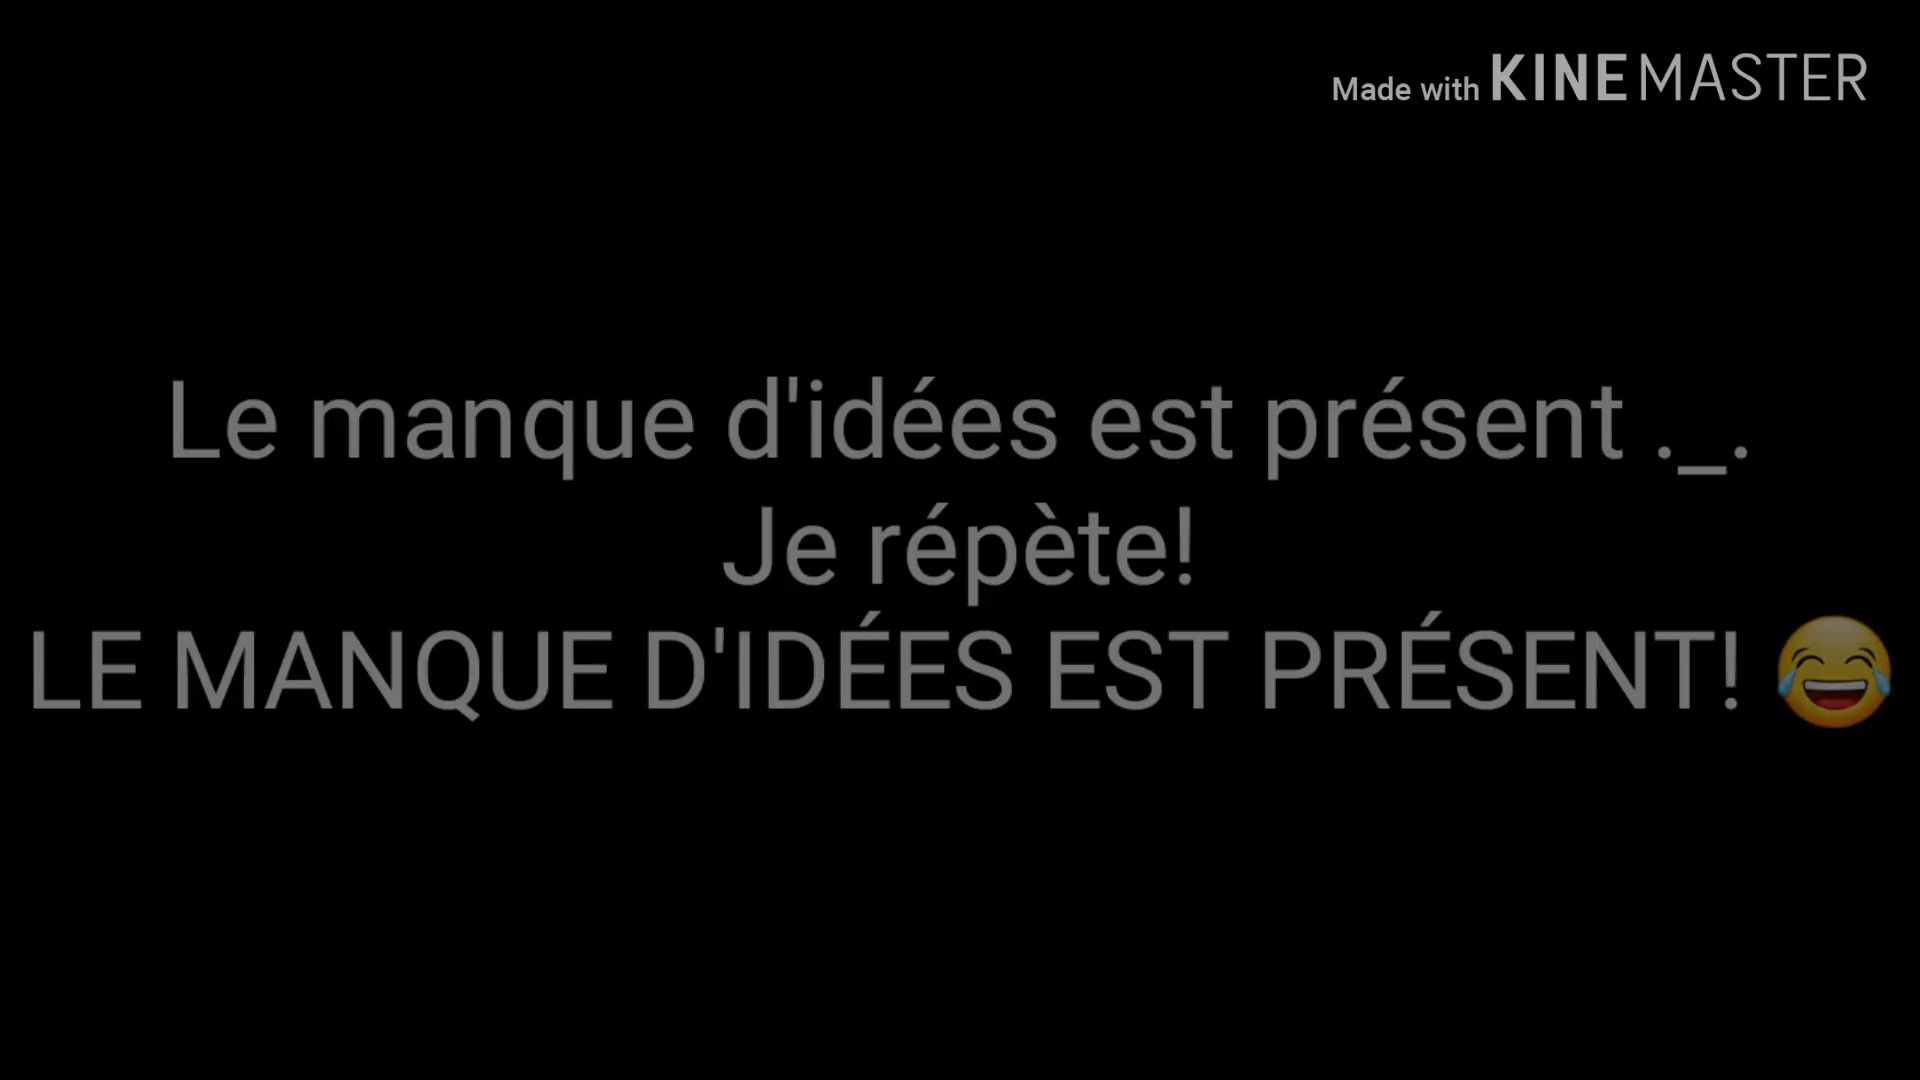 Made with KINEMASTER
Le manque d'idées est présent ._.
Je répète!
LE MANQUE D'IDÉES EST PRÉSENT! 😂